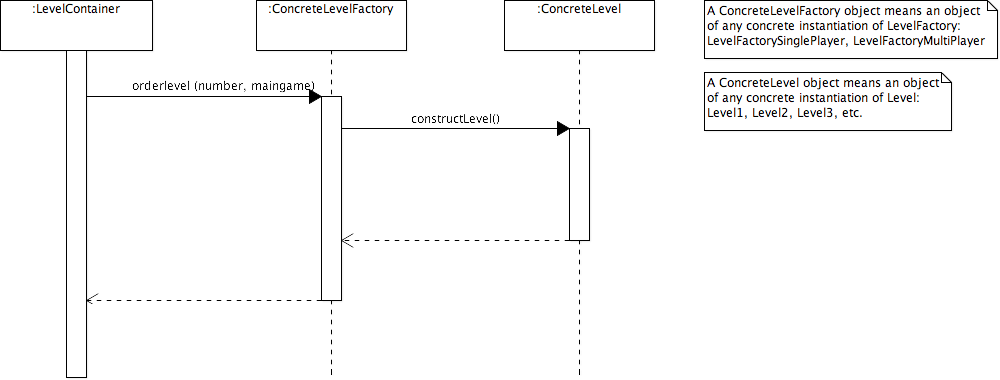 :LevelContainer
:ConcreteLevelFactory
:ConcreteLevel
A ConcreteLevelFactory object means an object
of any concrete instantiation of LevelFactory:
LevelFactorySinglePlayer, LevelFactoryMultiPlayer
A ConcreteLevel object means an object
of any concrete instantiation of Level:
Level1, Level2, Level3, etc.
orderlevel (number, maingame)
constructLevel()